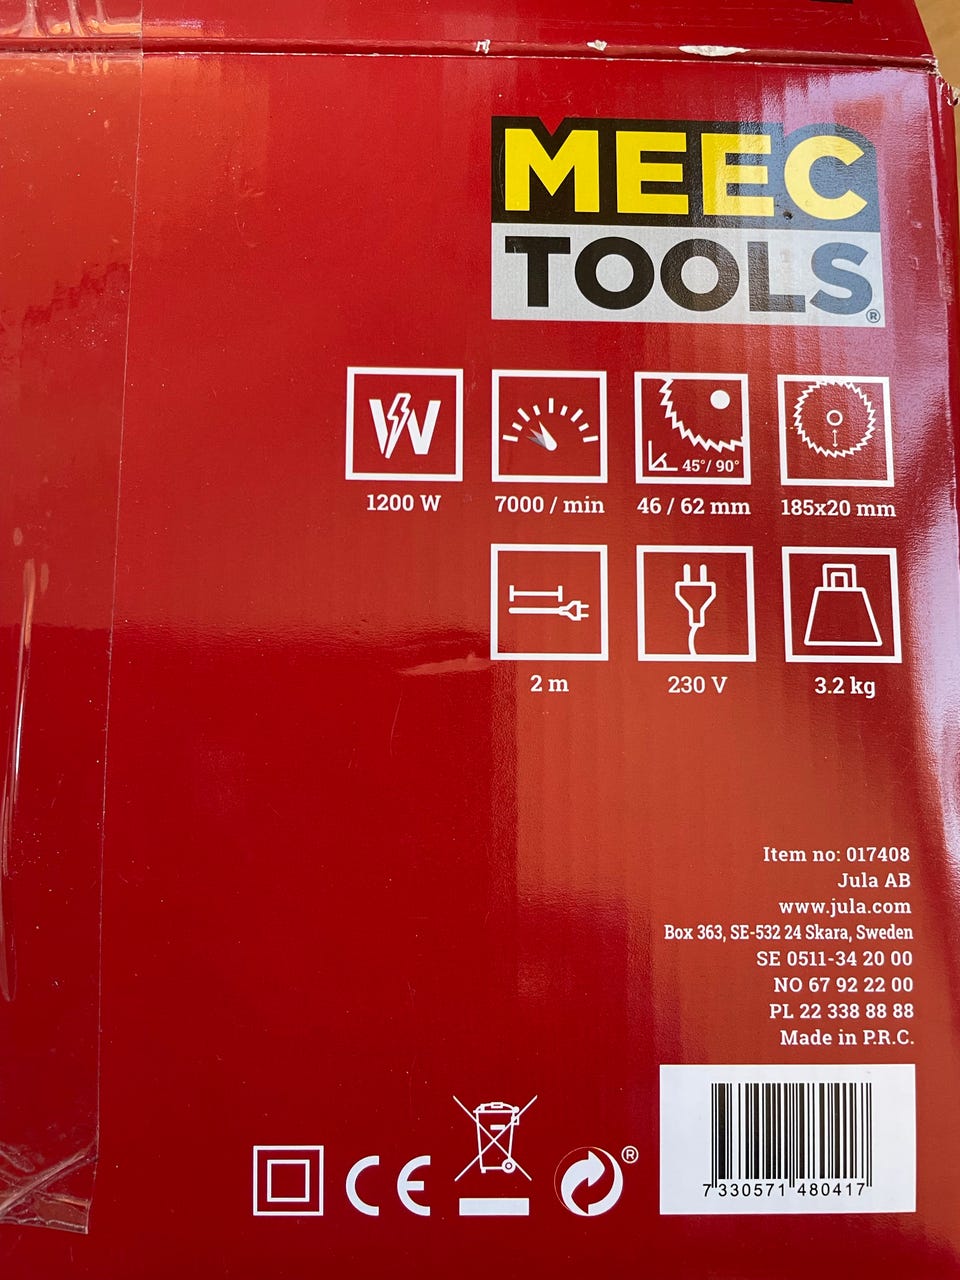 MEEC
TOOLS®
W
1200 W
7000 / min
45°/ 90°
46 / 62 mm
185x20 mm
2 m
230 V
3.2 kg
Item no: 017408
Jula AB
www.jula.com
Box 363, SE-532 24 Skara, Sweden
SE 0511-34 20 00
NO 67 92 22 00
PL 22 338 88 88
Made in P.R.C.
CE
®
7 330571 480417